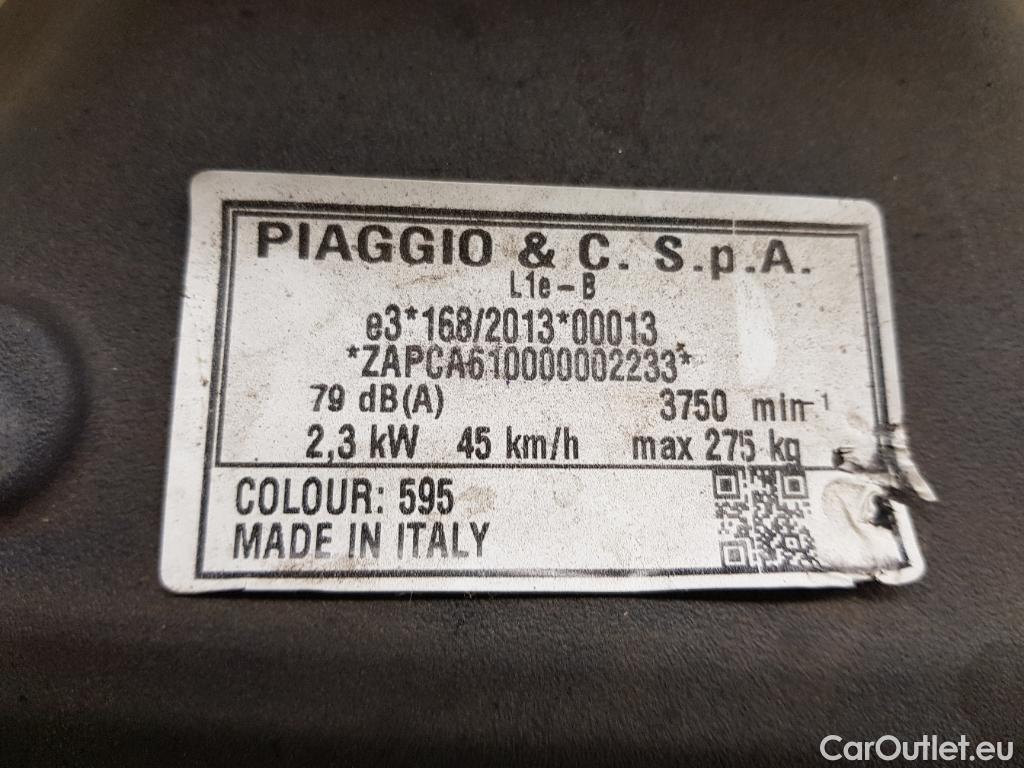 PIAGGIO & C. S.p.A.
L1e-B
e3*168/2013*00013
*ZAPCA610000002233*
79 dB(A) 3750 min-1
2,3 kW 45 km/h max 275 kg
COLOUR: 595
MADE IN ITALY
CarOutlet.eu